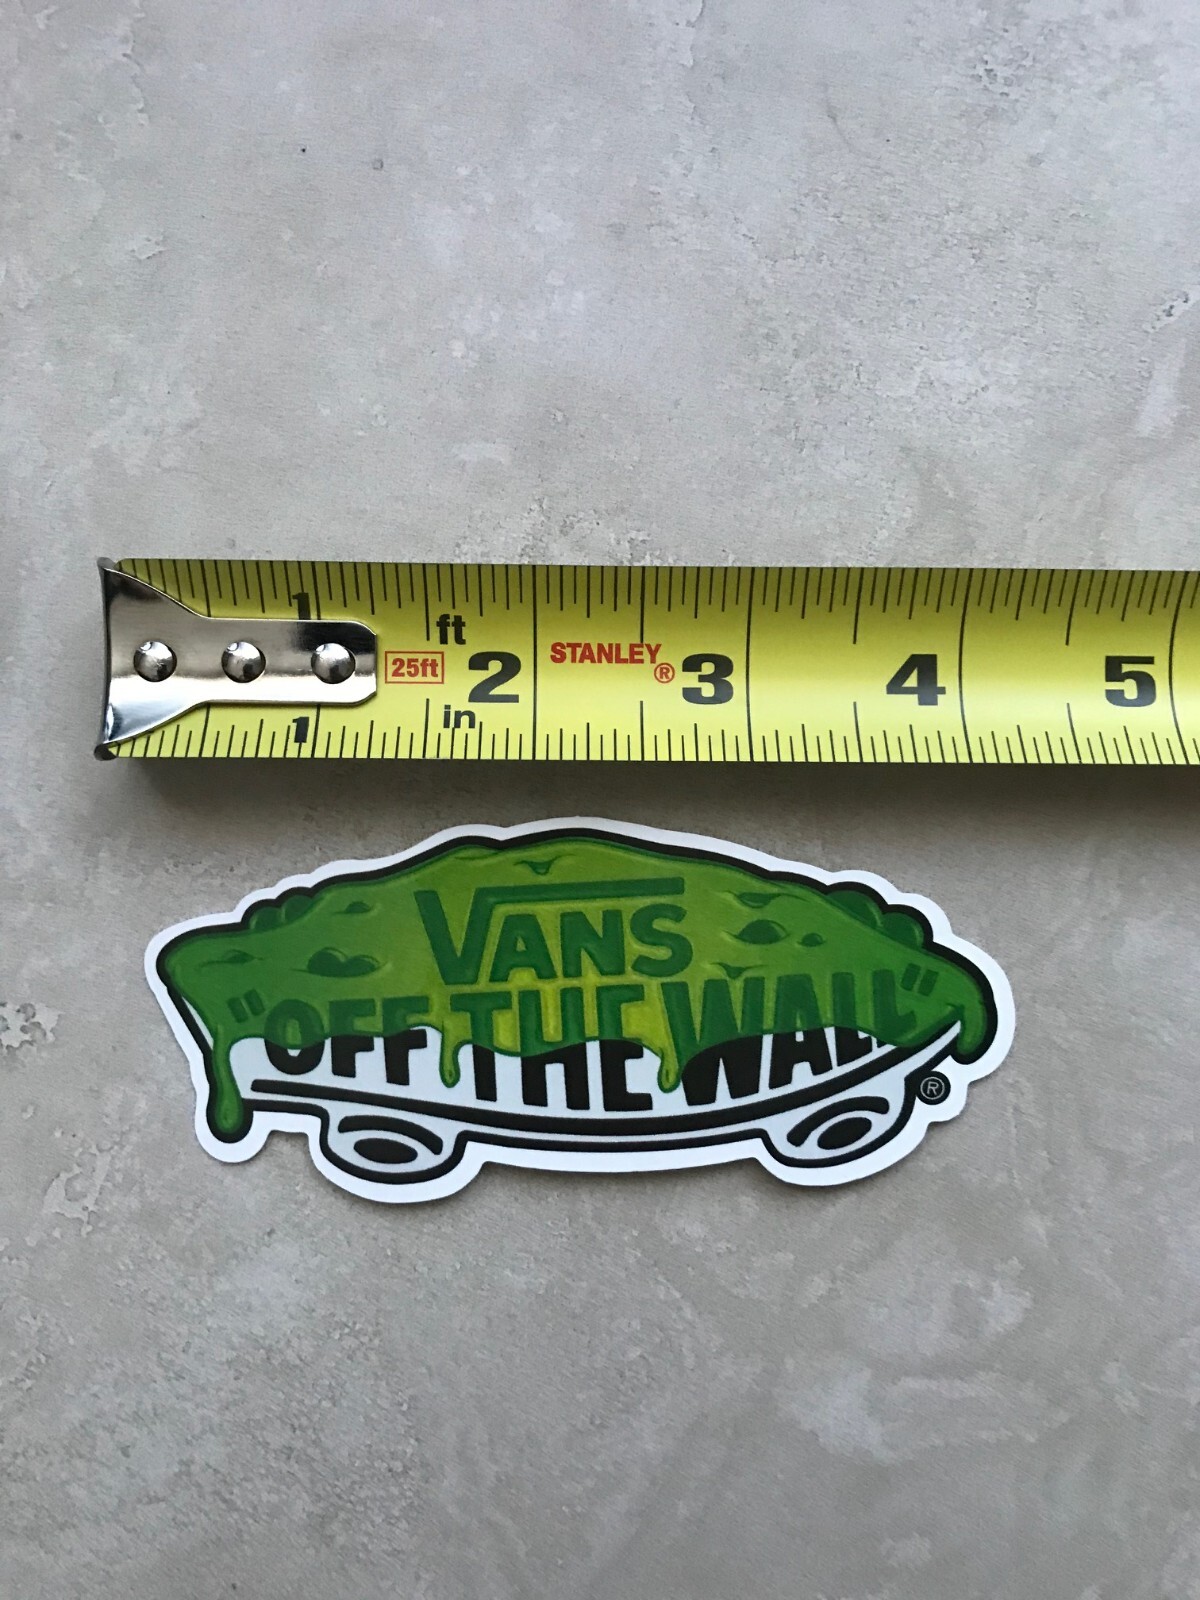 1
ft
25ft 2 STANLEY® 3 4 5
in
1
VANS
"OFF THE WALL"
®